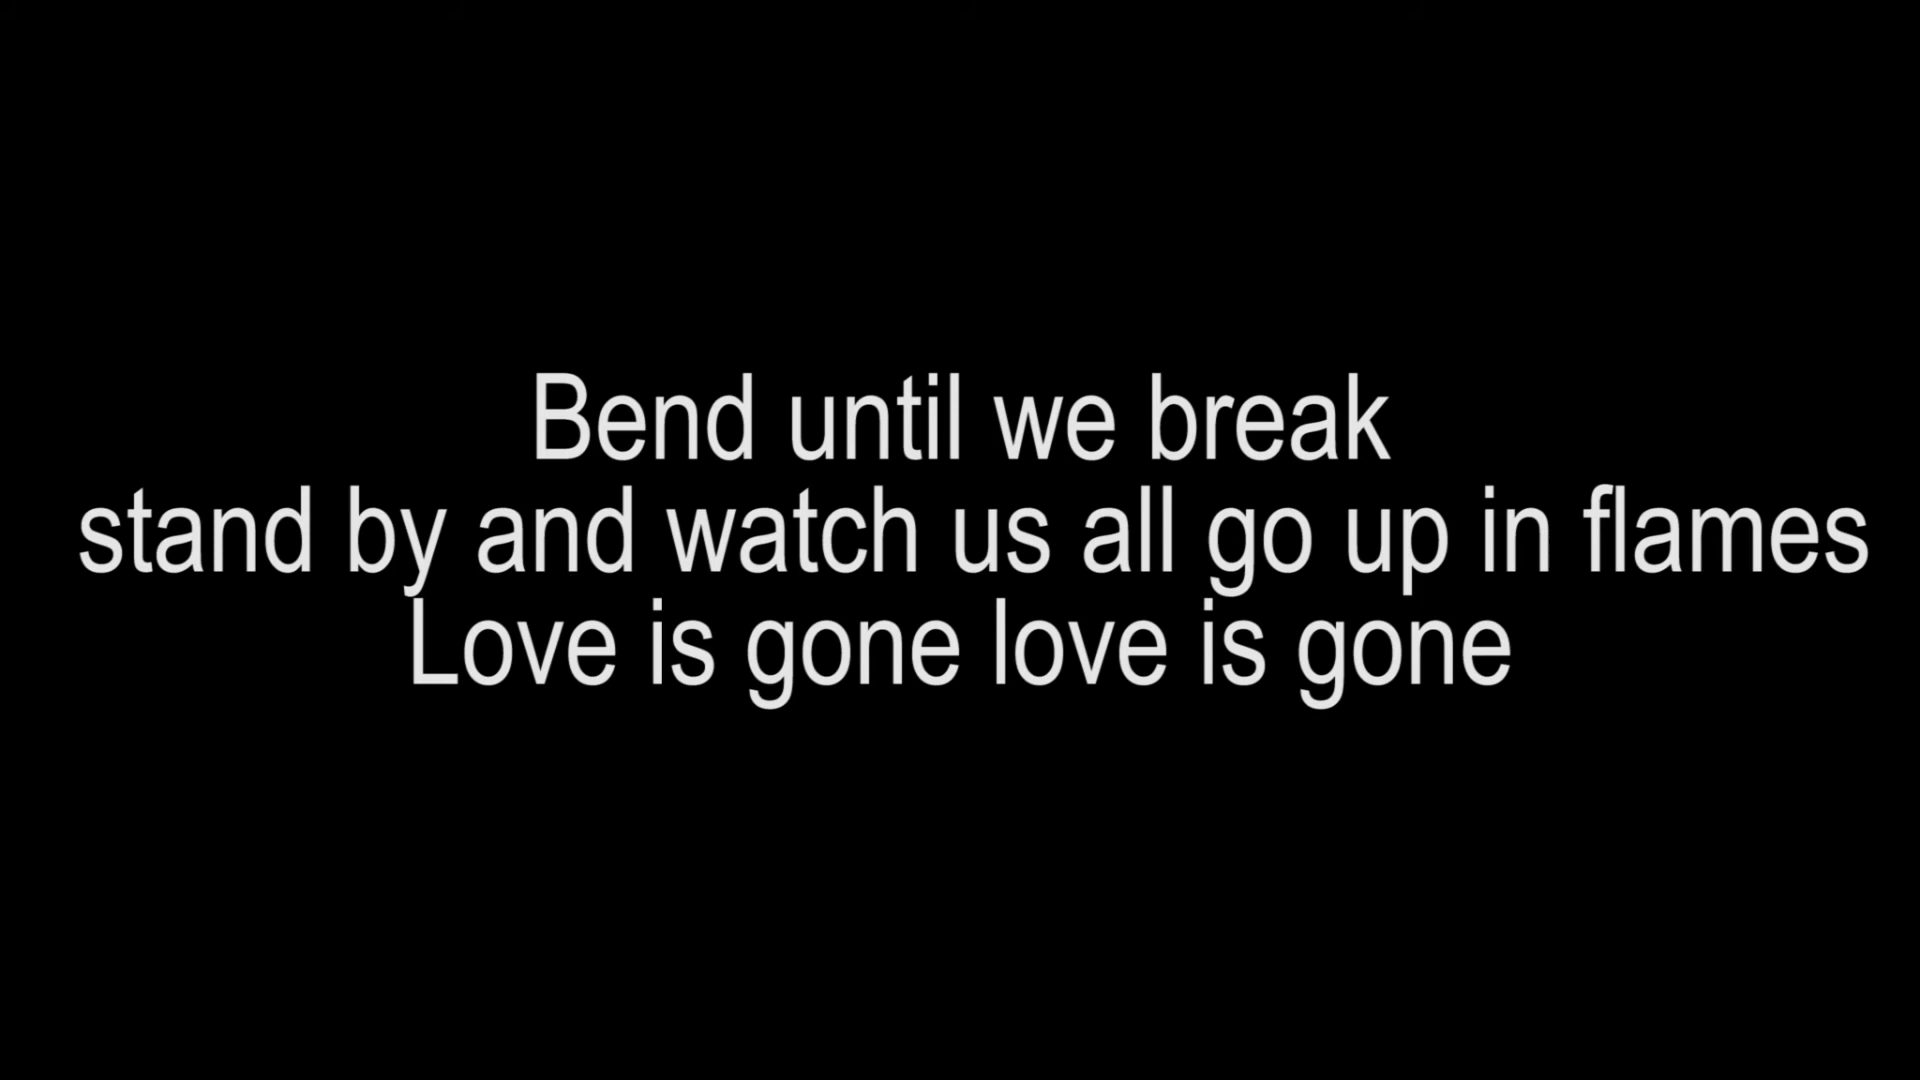 Bend until we break
stand by and watch us all go up in flames
Love is gone love is gone